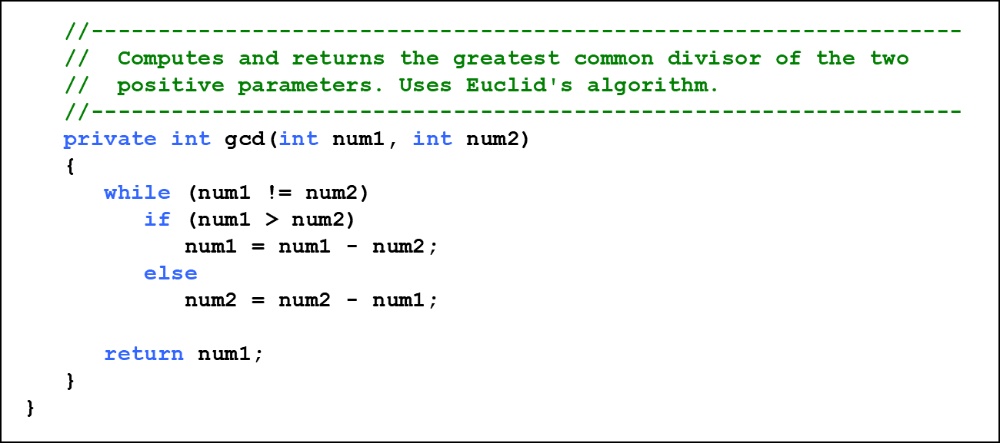 //-----------------------------------------------------------------
//  Computes and returns the greatest common divisor of the two
//  positive parameters. Uses Euclid's algorithm.
//-----------------------------------------------------------------
private int gcd(int num1, int num2)
{
   while (num1 != num2)
      if (num1 > num2)
         num1 = num1 - num2;
      else
         num2 = num2 - num1;

   return num1;
}
}